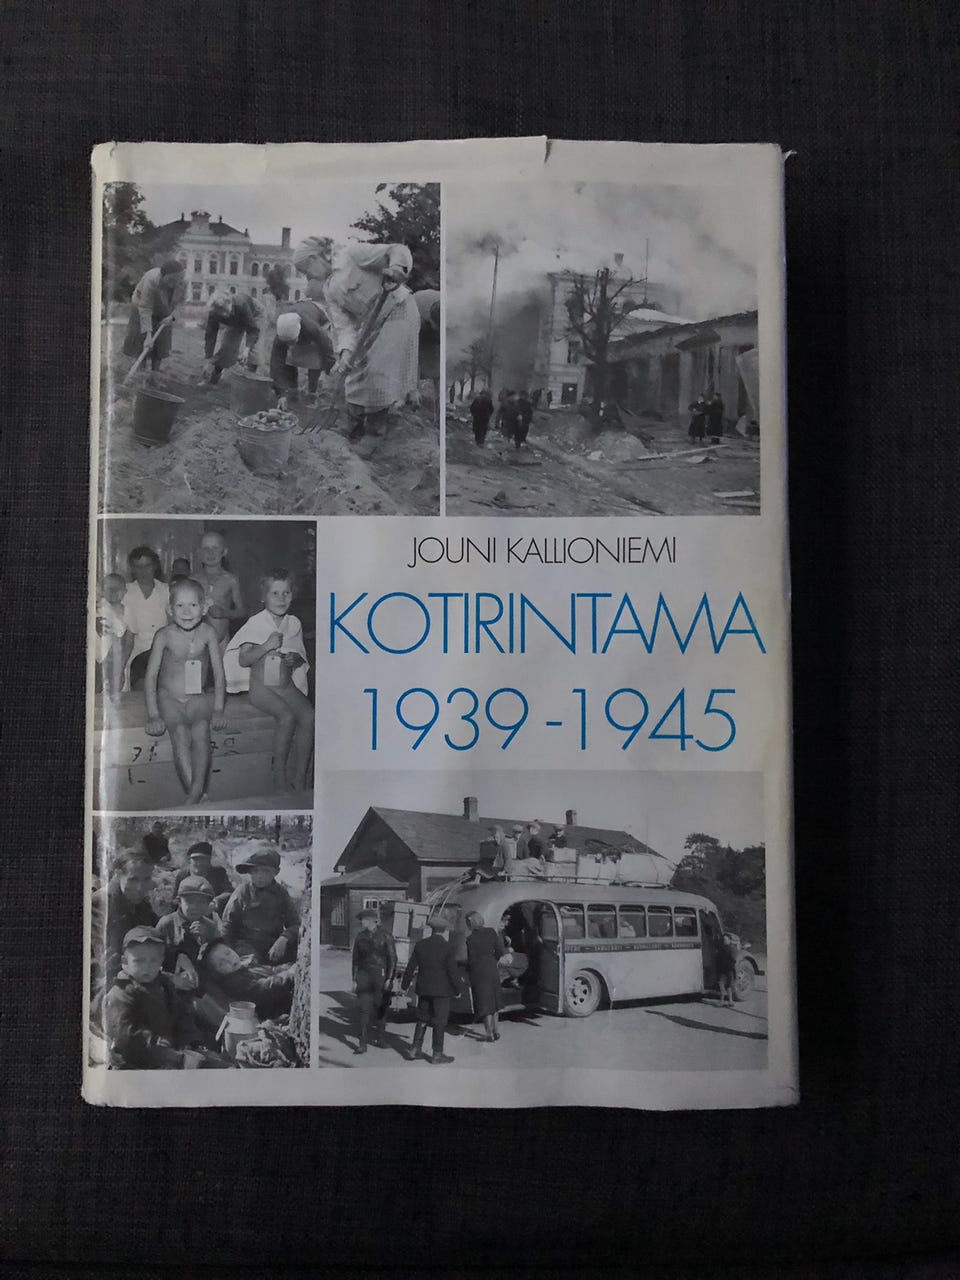 JOUNI KALLIONIEMI
KOTIRINTAMA
1939-1945